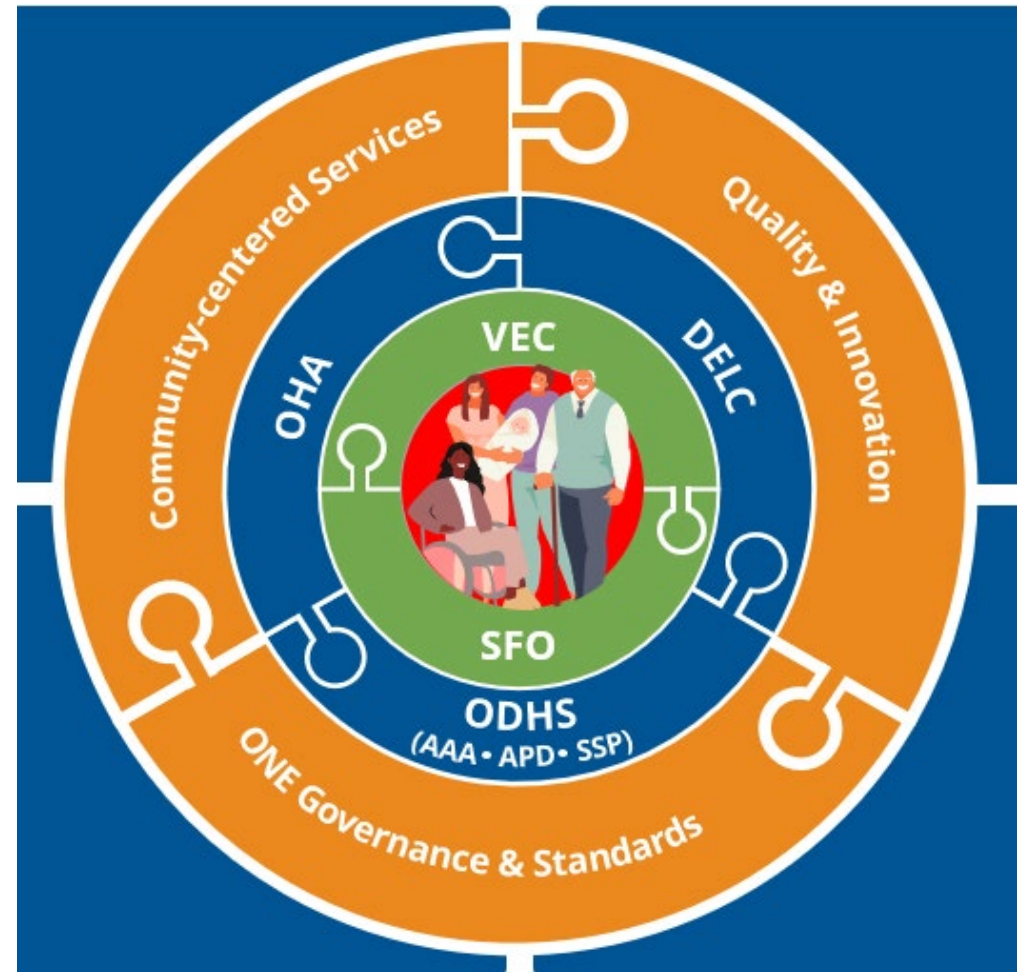 Community-centered Services
Quality & Innovation
OHA
DELC
VEC
SFO
ODHS
(AAA • APD • SSP)
ONE Governance & Standards